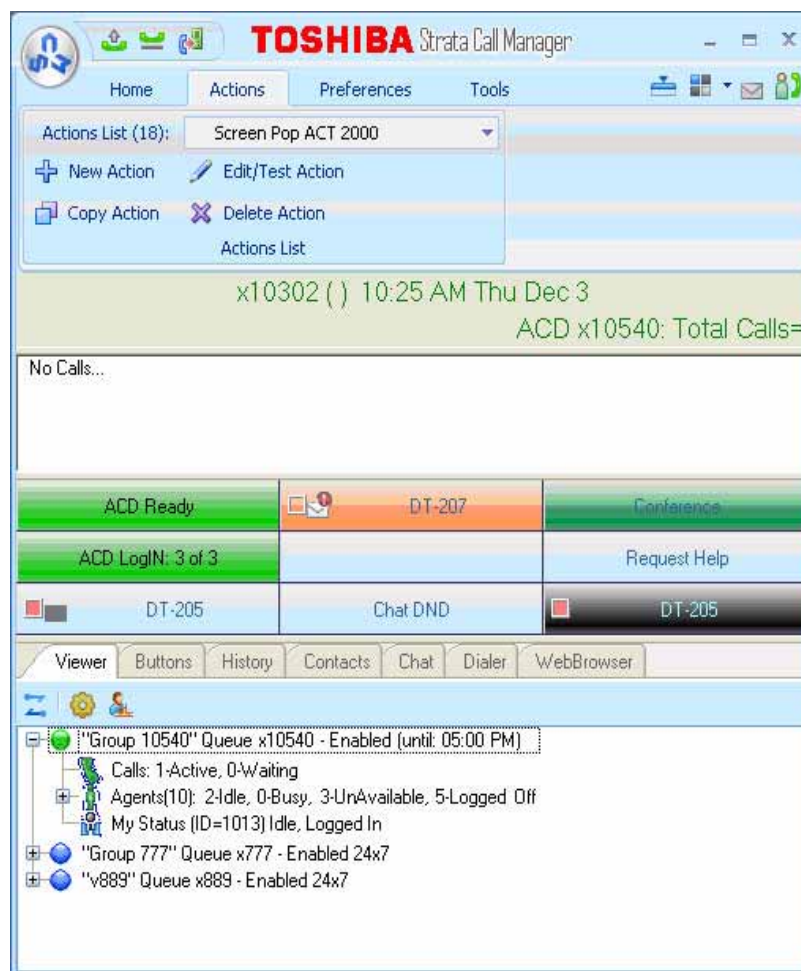 TOSHIBA Strata Call Manager
Home Actions Preferences Tools
Actions List (18): Screen Pop ACT 2000
New Action Edit/Test Action
Copy Action Delete Action
Actions List
x10302 ( ) 10:25 AM Thu Dec 3
ACD x10540: Total Calls=
No Calls...
ACD Ready DT-207 Conference
ACD LogIN: 3 of 3 Request Help
DT-205 Chat DND DT-205
Viewer Buttons History Contacts Chat Dialer WebBrowser
"Group 10540" Queue x10540 - Enabled (until: 05:00 PM)
Calls: 1-Active, 0-Waiting
Agents(10): 2-Idle, 0-Busy, 3-UnAvailable, 5-Logged Off
My Status (ID=1013) Idle, Logged In
"Group 777" Queue x777 - Enabled 24x7
"v889" Queue x889 - Enabled 24x7